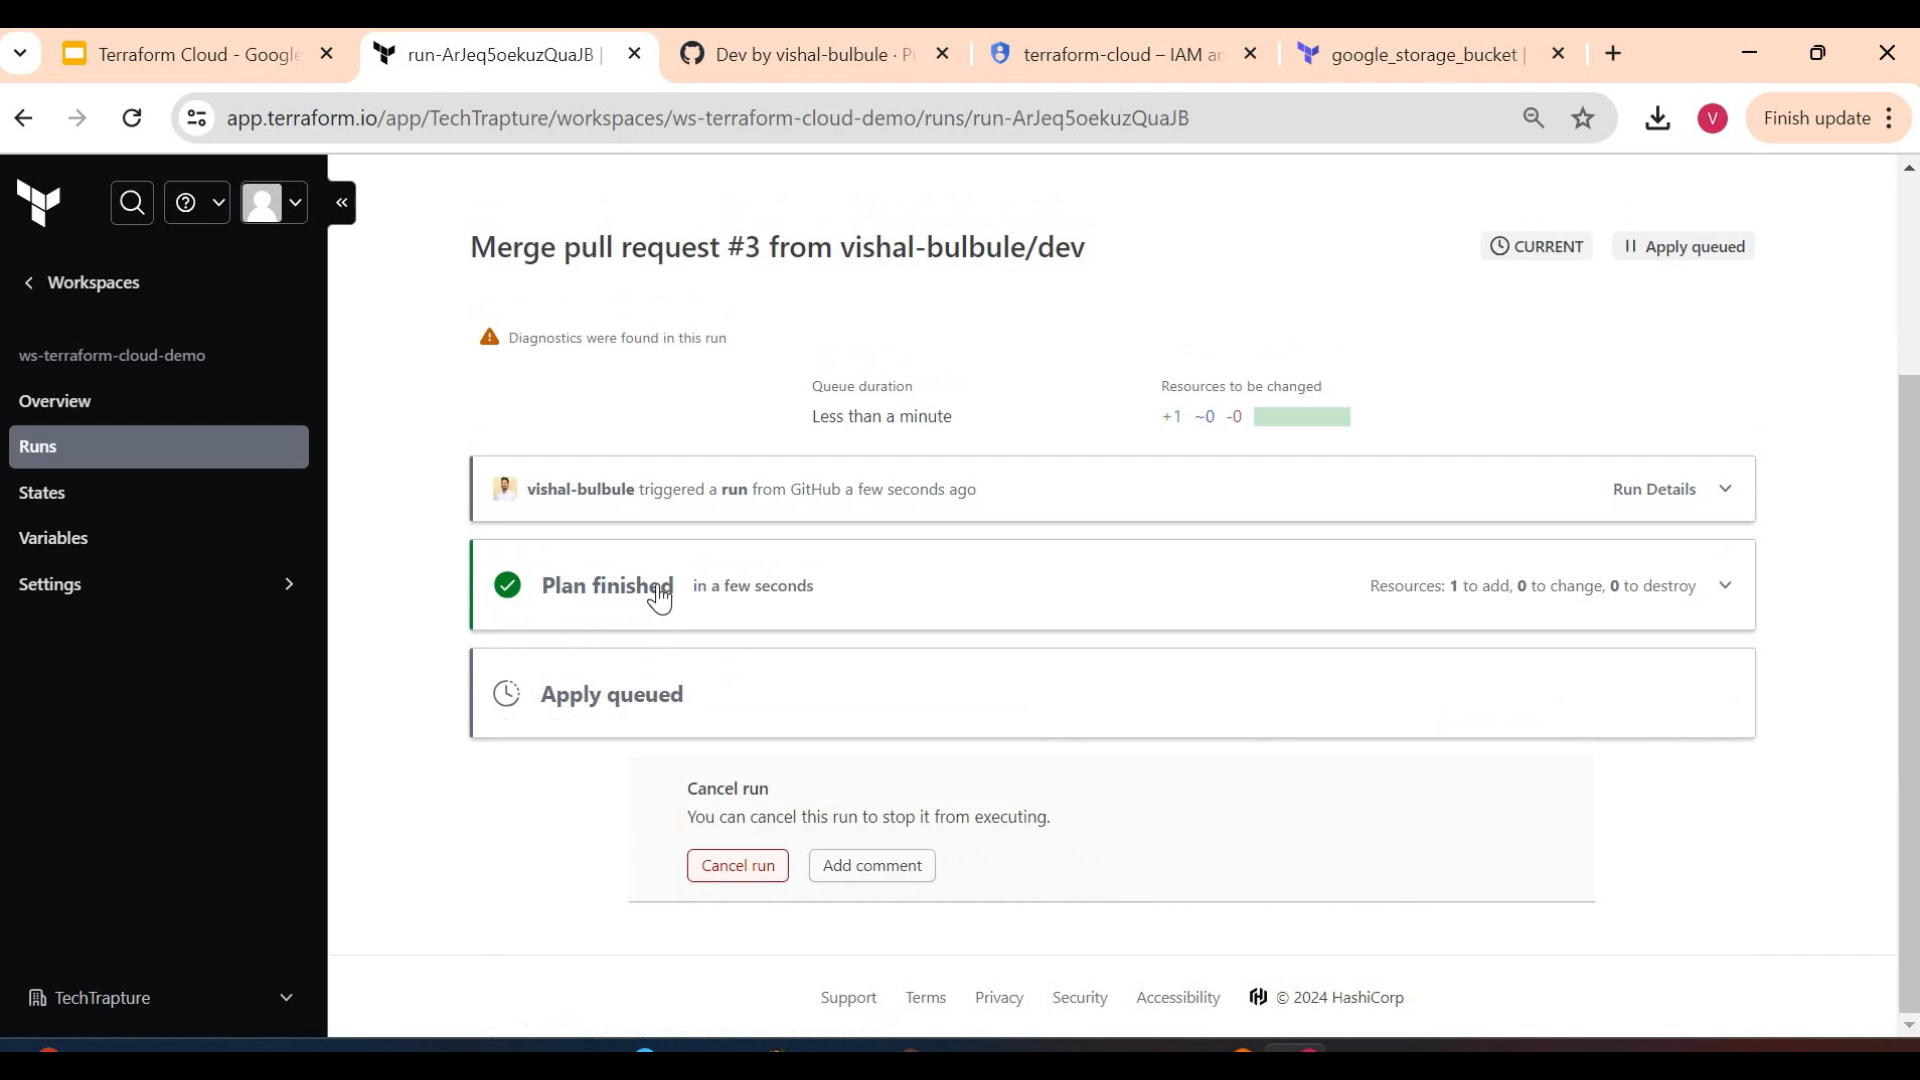 Terraform Cloud - Google
run-ArJeq5oekuzQuaJB |
Dev by vishal-bulbule · P
terraform-cloud – IAM a
google_storage_bucket |
app.terraform.io/app/TechTrapture/workspaces/ws-terraform-cloud-demo/runs/run-ArJeq5oekuzQuaJB
V
Finish update
Workspaces
ws-terraform-cloud-demo
Overview
Runs
States
Variables
Settings
TechTrapture
Merge pull request #3 from vishal-bulbule/dev
CURRENT
Apply queued
Diagnostics were found in this run
Queue duration
Less than a minute
Resources to be changed
+1 ~0 -0
vishal-bulbule triggered a run from GitHub a few seconds ago
Run Details
Plan finished in a few seconds
Resources: 1 to add, 0 to change, 0 to destroy
Apply queued
Cancel run
You can cancel this run to stop it from executing.
Cancel run
Add comment
Support Terms Privacy Security Accessibility © 2024 HashiCorp